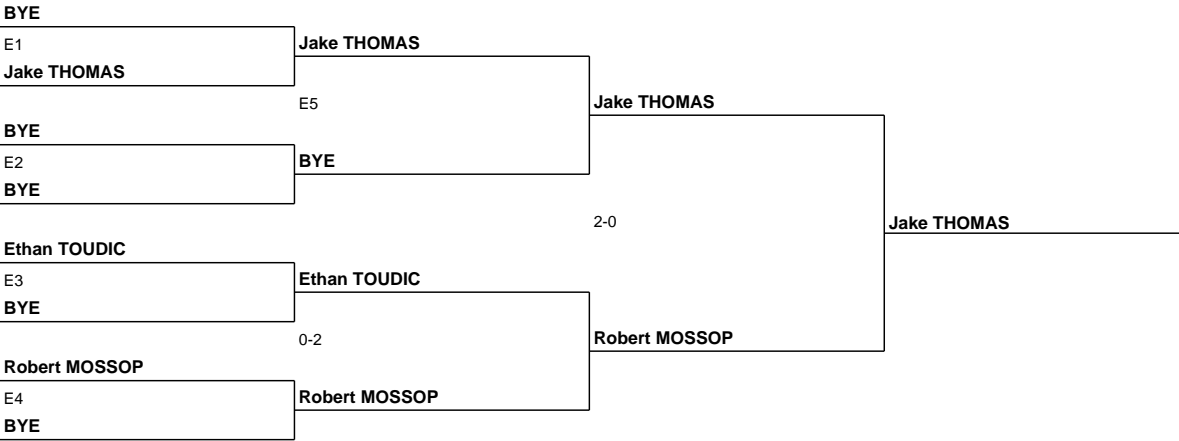 BYE
E1
Jake THOMAS
Jake THOMAS
E5
Jake THOMAS
BYE
E2
BYE
BYE
2-0
Jake THOMAS
Ethan TOUDIC
E3
Ethan TOUDIC
BYE
0-2
Robert MOSSOP
Robert MOSSOP
E4
Robert MOSSOP
BYE